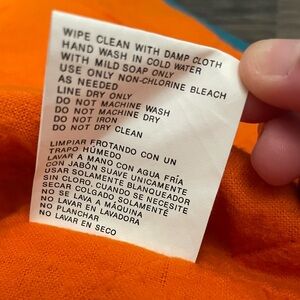 WIPE CLEAN WITH DAMP CLOTH
HAND WASH IN COLD WATER
WITH MILD SOAP ONLY
USE ONLY NON-CHLORINE BLEACH
AS NEEDED
LINE DRY ONLY
DO NOT MACHINE WASH
DO NOT MACHINE DRY
DO NOT IRON
DO NOT DRY CLEAN
LIMPIAR FROTANDO CON UN
TRAPO HÚMEDO
LAVAR A MANO CON AGUA FRÍA
CON JABÓN SUAVE UNICAMENTE
USAR SOLAMENTE BLANQUEADOR
SIN CLORO, CUANDO SE NECESITE
SECAR COLGADO, SOLAMENTE
NO SE LAVA A MÁQUINA
NO LAVAR EN LAVADORA
NO PLANCHAR
NO LAVAR EN SECO